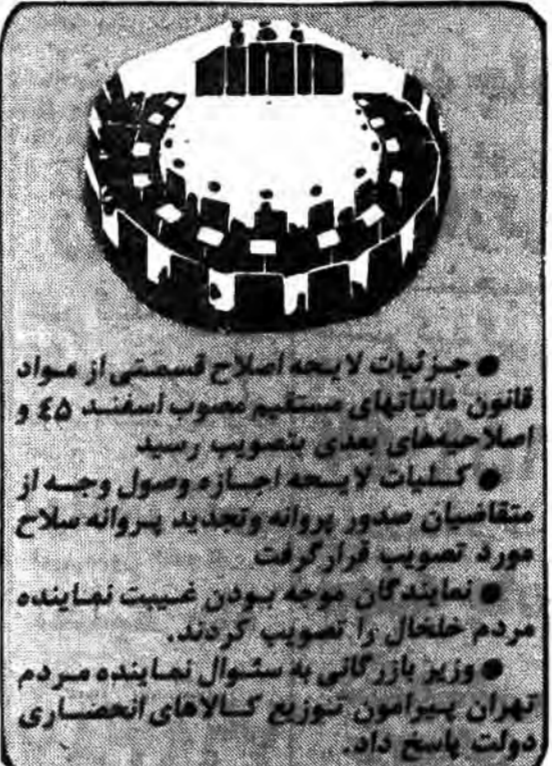 ● جزئیات لایحه اصلاح قسمتی از مواد
قانون مالیاتهای مستقیم مصوب اسفند ٤۵ و
اصلاحیه‌های بعدی بتصویب رسید
● کلیات لایحه اجازه وصول وجه از
متقاضیان صدور پروانه وتجدید پروانه سلاح
مورد تصویب قرارگرفت
● نمایندگان موجه بودن غیبت نماینده
مردم خلخال را تصویب کردند.
● وزیر بازرگانی به سئوال نماینده مردم
تهران پیرامون توزیع کالاهای انحصاری
دولت پاسخ داد.